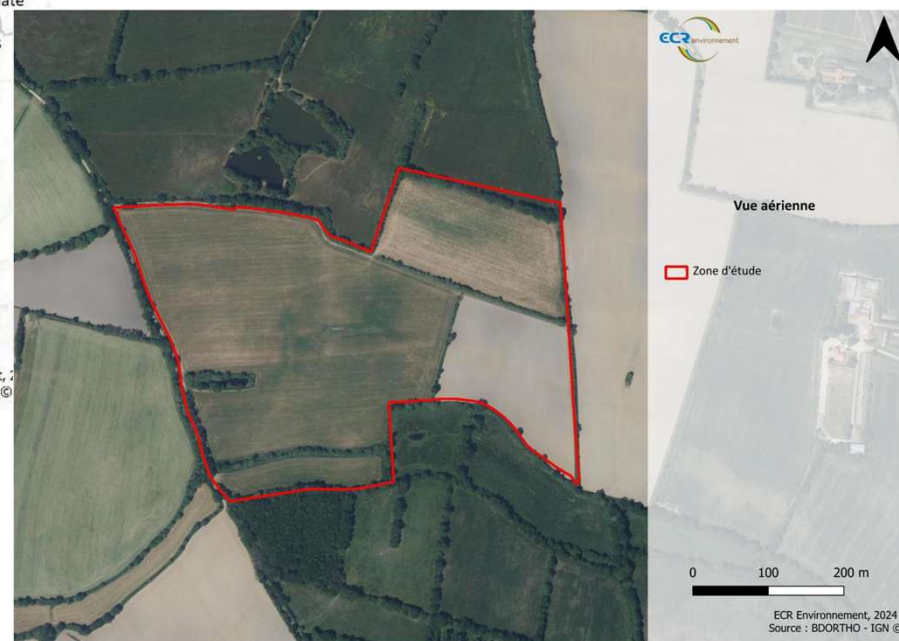 ECR environnement
Vue aérienne
Zone d'étude
0 100 200 m
ECR Environnement, 2024
Source : BDORTHO - IGN ©